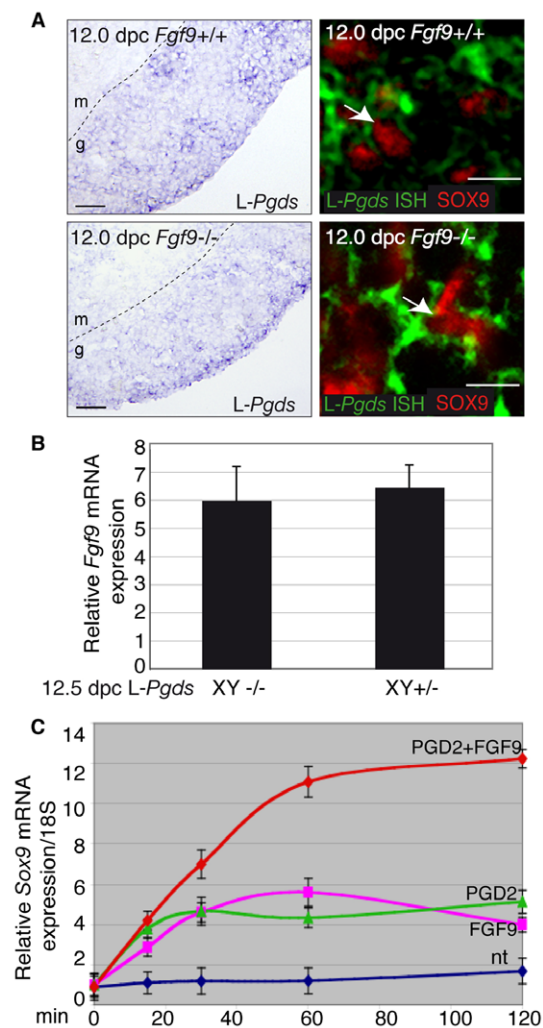 A
12.0 dpc Fgf9+/+
m
g
L-Pgds
12.0 dpc Fgf9+/+
L-Pgds ISH SOX9
12.0 dpc Fgf9-/-
m
g
L-Pgds
12.0 dpc Fgf9-/-
L-Pgds ISH SOX9
B
Relative Fgf9 mRNA
expression
8
7
6
5
4
3
2
1
0
12.5 dpc L-Pgds XY -/- XY+/-
C
Relative Sox9 mRNA
expression/18S
14
12
10
8
6
4
2
0
PGD2+FGF9
PGD2
FGF9
nt
min 0 20 40 60 80 100 120